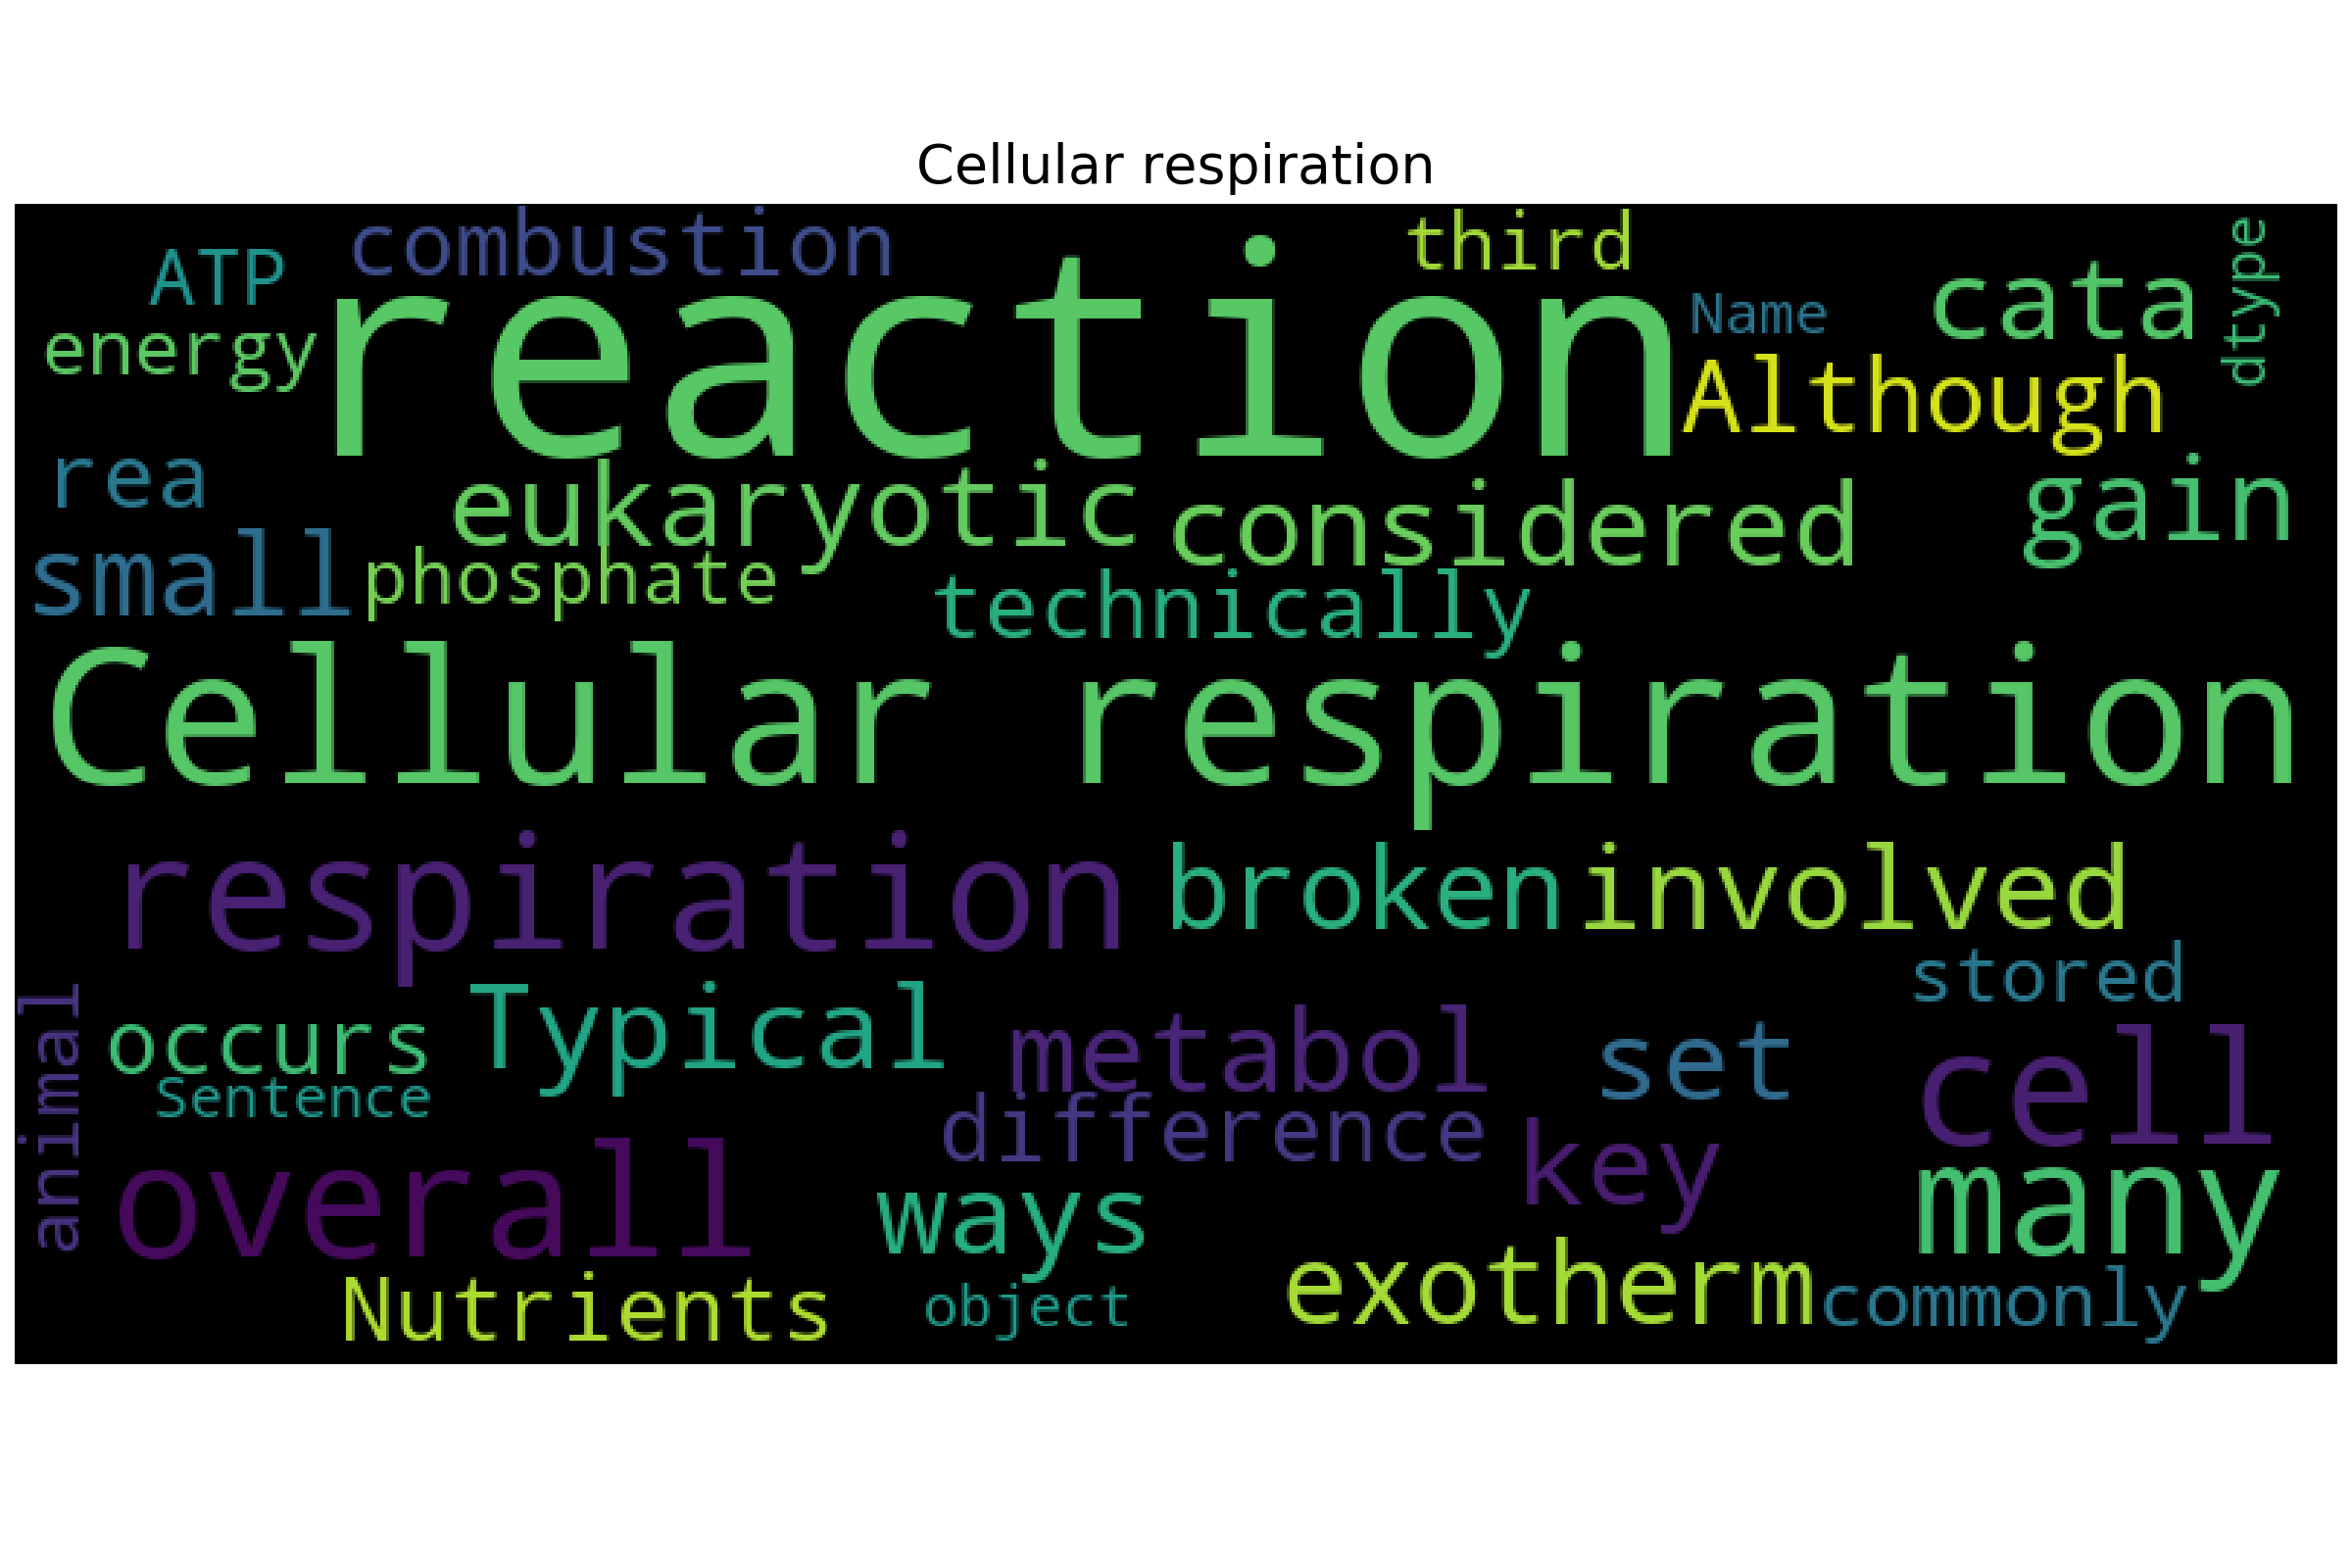 Cellular respiration
combustion
third
ATP
reaction
Name
cata
dtype
energy
Although
rea
eukaryotic
considered
gain
small
phosphate
technically
Cellular respiration
respiration
broken
involved
stored
animal
occurs
Typical
metabol
set
cell
Sentence
difference
key
overall
ways
many
Nutrients
object
exotherm
commonly